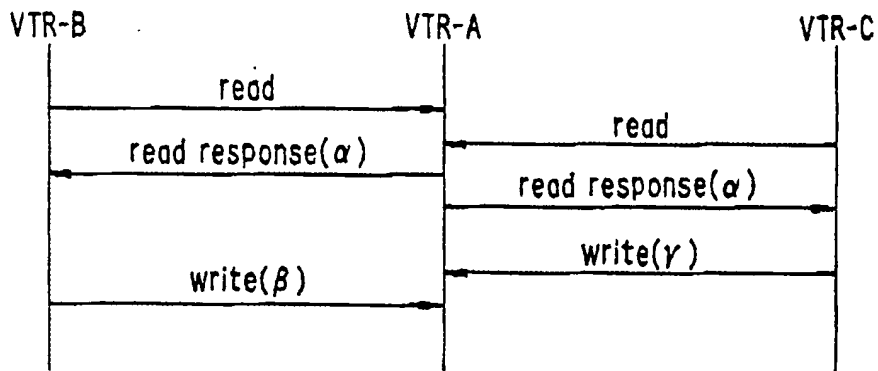 VTR-B VTR-A VTR-C
read
read
read response(α)
read response(α)
write(γ)
write(β)